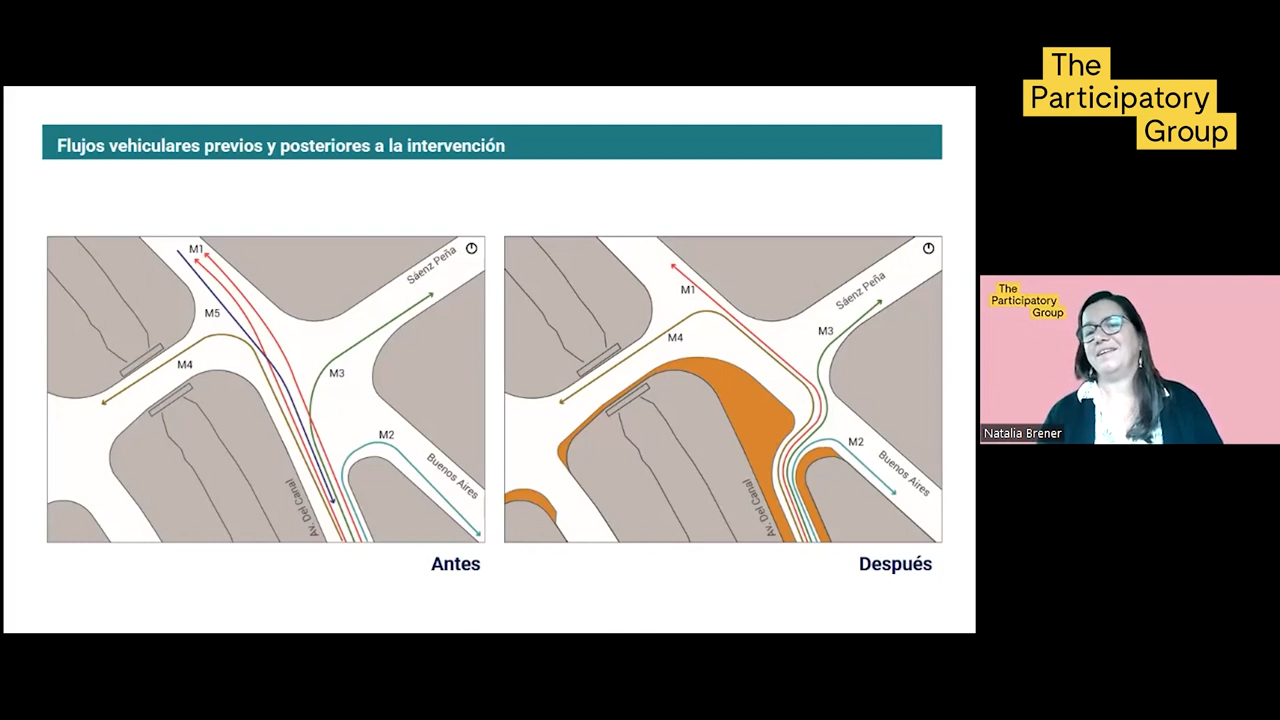 The
Participatory
Group
Flujos vehiculares previos y posteriores a la intervención
M1
M5
M4
M3
M2
Sáenz Peña
Buenos Aires
Av. Del Canal
Antes
M1
M4
M3
M2
Sáenz Peña
Buenos Aires
Av. Del Canal
Después
The
Participatory
Group
Natalia Brener